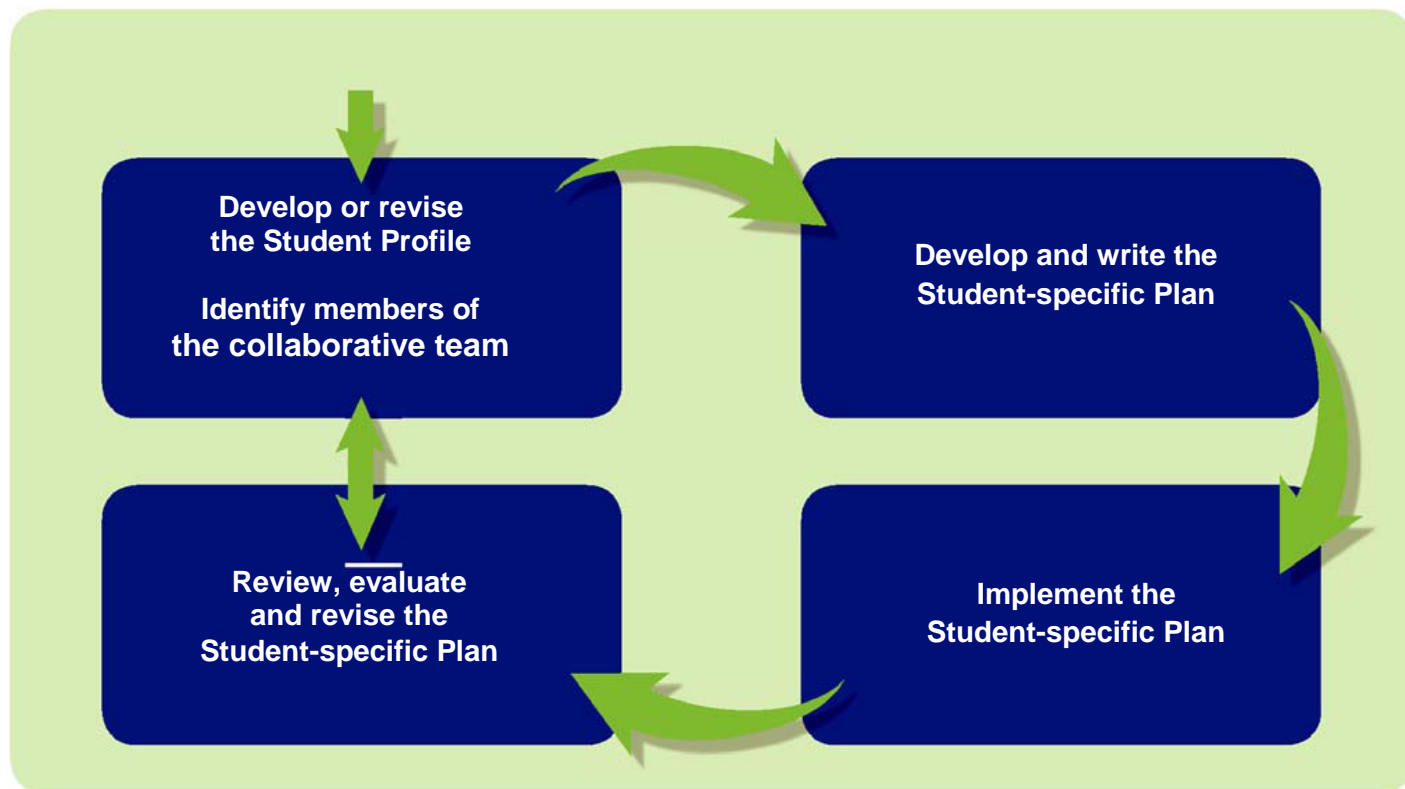 Develop or revise
the Student Profile
Identify members of
the collaborative team
Develop and write the
Student-specific Plan
Review, evaluate
and revise the
Student-specific Plan
Implement the
Student-specific Plan